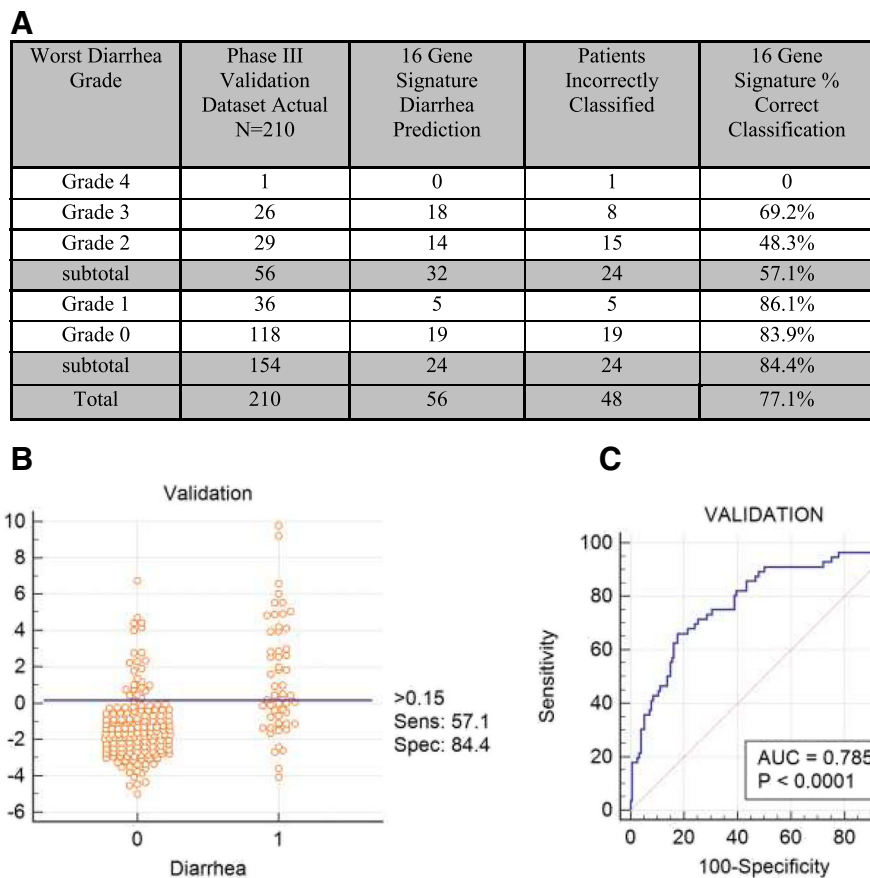 A
Worst Diarrhea Grade | Phase III Validation Dataset Actual N=210 | 16 Gene Signature Diarrhea Prediction | Patients Incorrectly Classified | 16 Gene Signature % Correct Classification
Grade 4 | 1 | 0 | 1 | 0
Grade 3 | 26 | 18 | 8 | 69.2%
Grade 2 | 29 | 14 | 15 | 48.3%
subtotal | 56 | 32 | 24 | 57.1%
Grade 1 | 36 | 5 | 5 | 86.1%
Grade 0 | 118 | 19 | 19 | 83.9%
subtotal | 154 | 24 | 24 | 84.4%
Total | 210 | 56 | 48 | 77.1%
B
Validation
10
8
6
4
2
0
-2
-4
-6
0 1
Diarrhea
>0.15
Sens: 57.1
Spec: 84.4
C
VALIDATION
100
80
60
40
20
0
Sensitivity
AUC = 0.785
P < 0.0001
0 20 40 60 80
100-Specificity